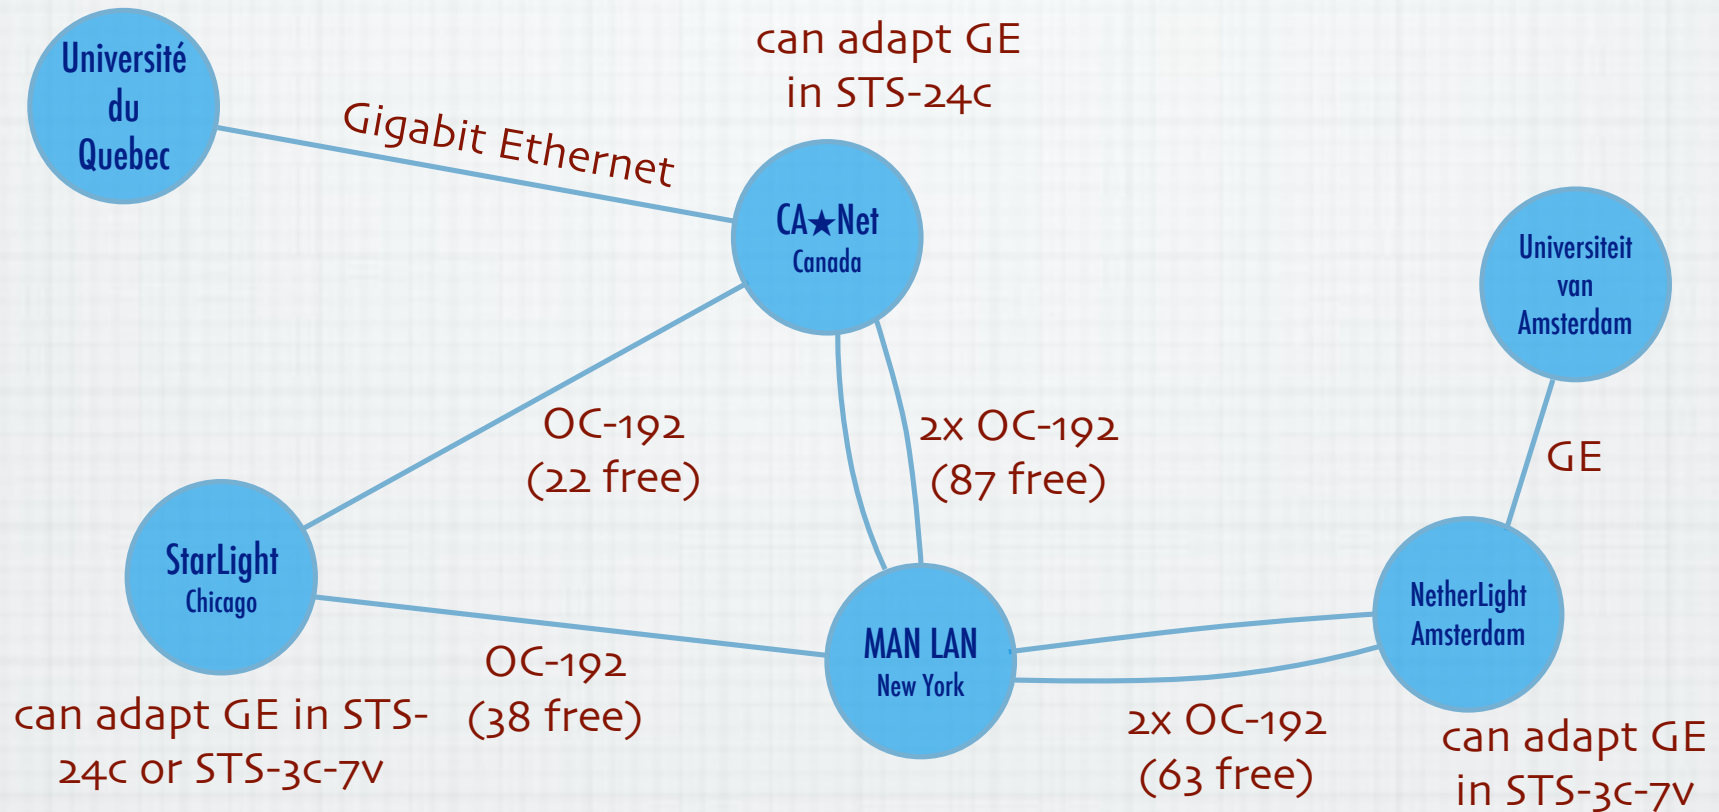 Université
du
Quebec
Gigabit Ethernet
can adapt GE
in STS-24c
CA★Net
Canada
Universiteit
van
Amsterdam
OC-192
(22 free)
2x OC-192
(87 free)
GE
StarLight
Chicago
can adapt GE in STS-
24c or STS-3c-7v
OC-192
(38 free)
MAN LAN
New York
2x OC-192
(63 free)
NetherLight
Amsterdam
can adapt GE
in STS-3c-7v